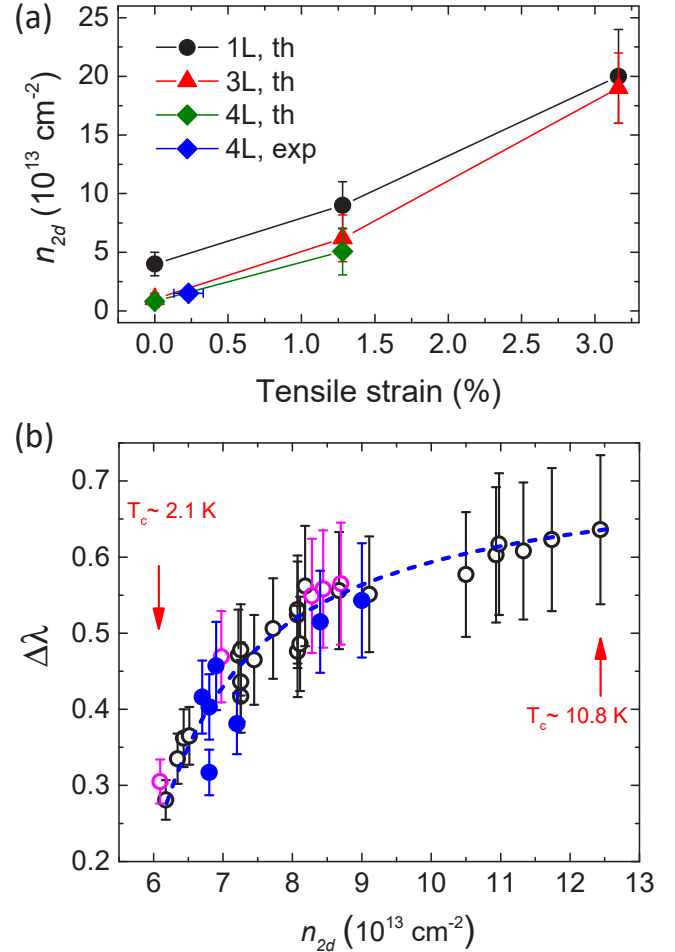 (a)
25
20
15
10
5
0
n2d (10^13 cm^-2)
1L, th
3L, th
4L, th
4L, exp
0.0 0.5 1.0 1.5 2.0 2.5 3.0
Tensile strain (%)
(b)
0.7
0.6
0.5
0.4
0.3
0.2
Δλ
Tc~ 2.1 K
Tc~ 10.8 K
6 7 8 9 10 11 12 13
n2d (10^13 cm^-2)